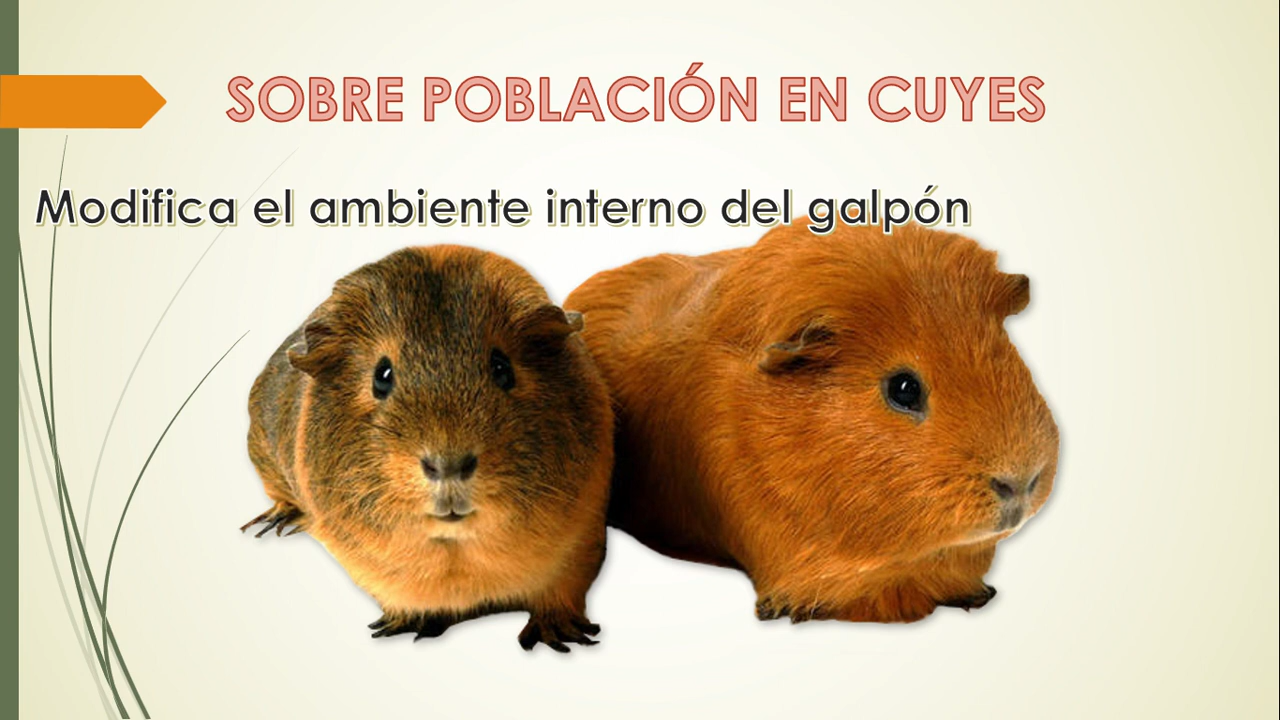 SOBRE POBLACIÓN EN CUYES
Modifica el ambiente interno del galpón